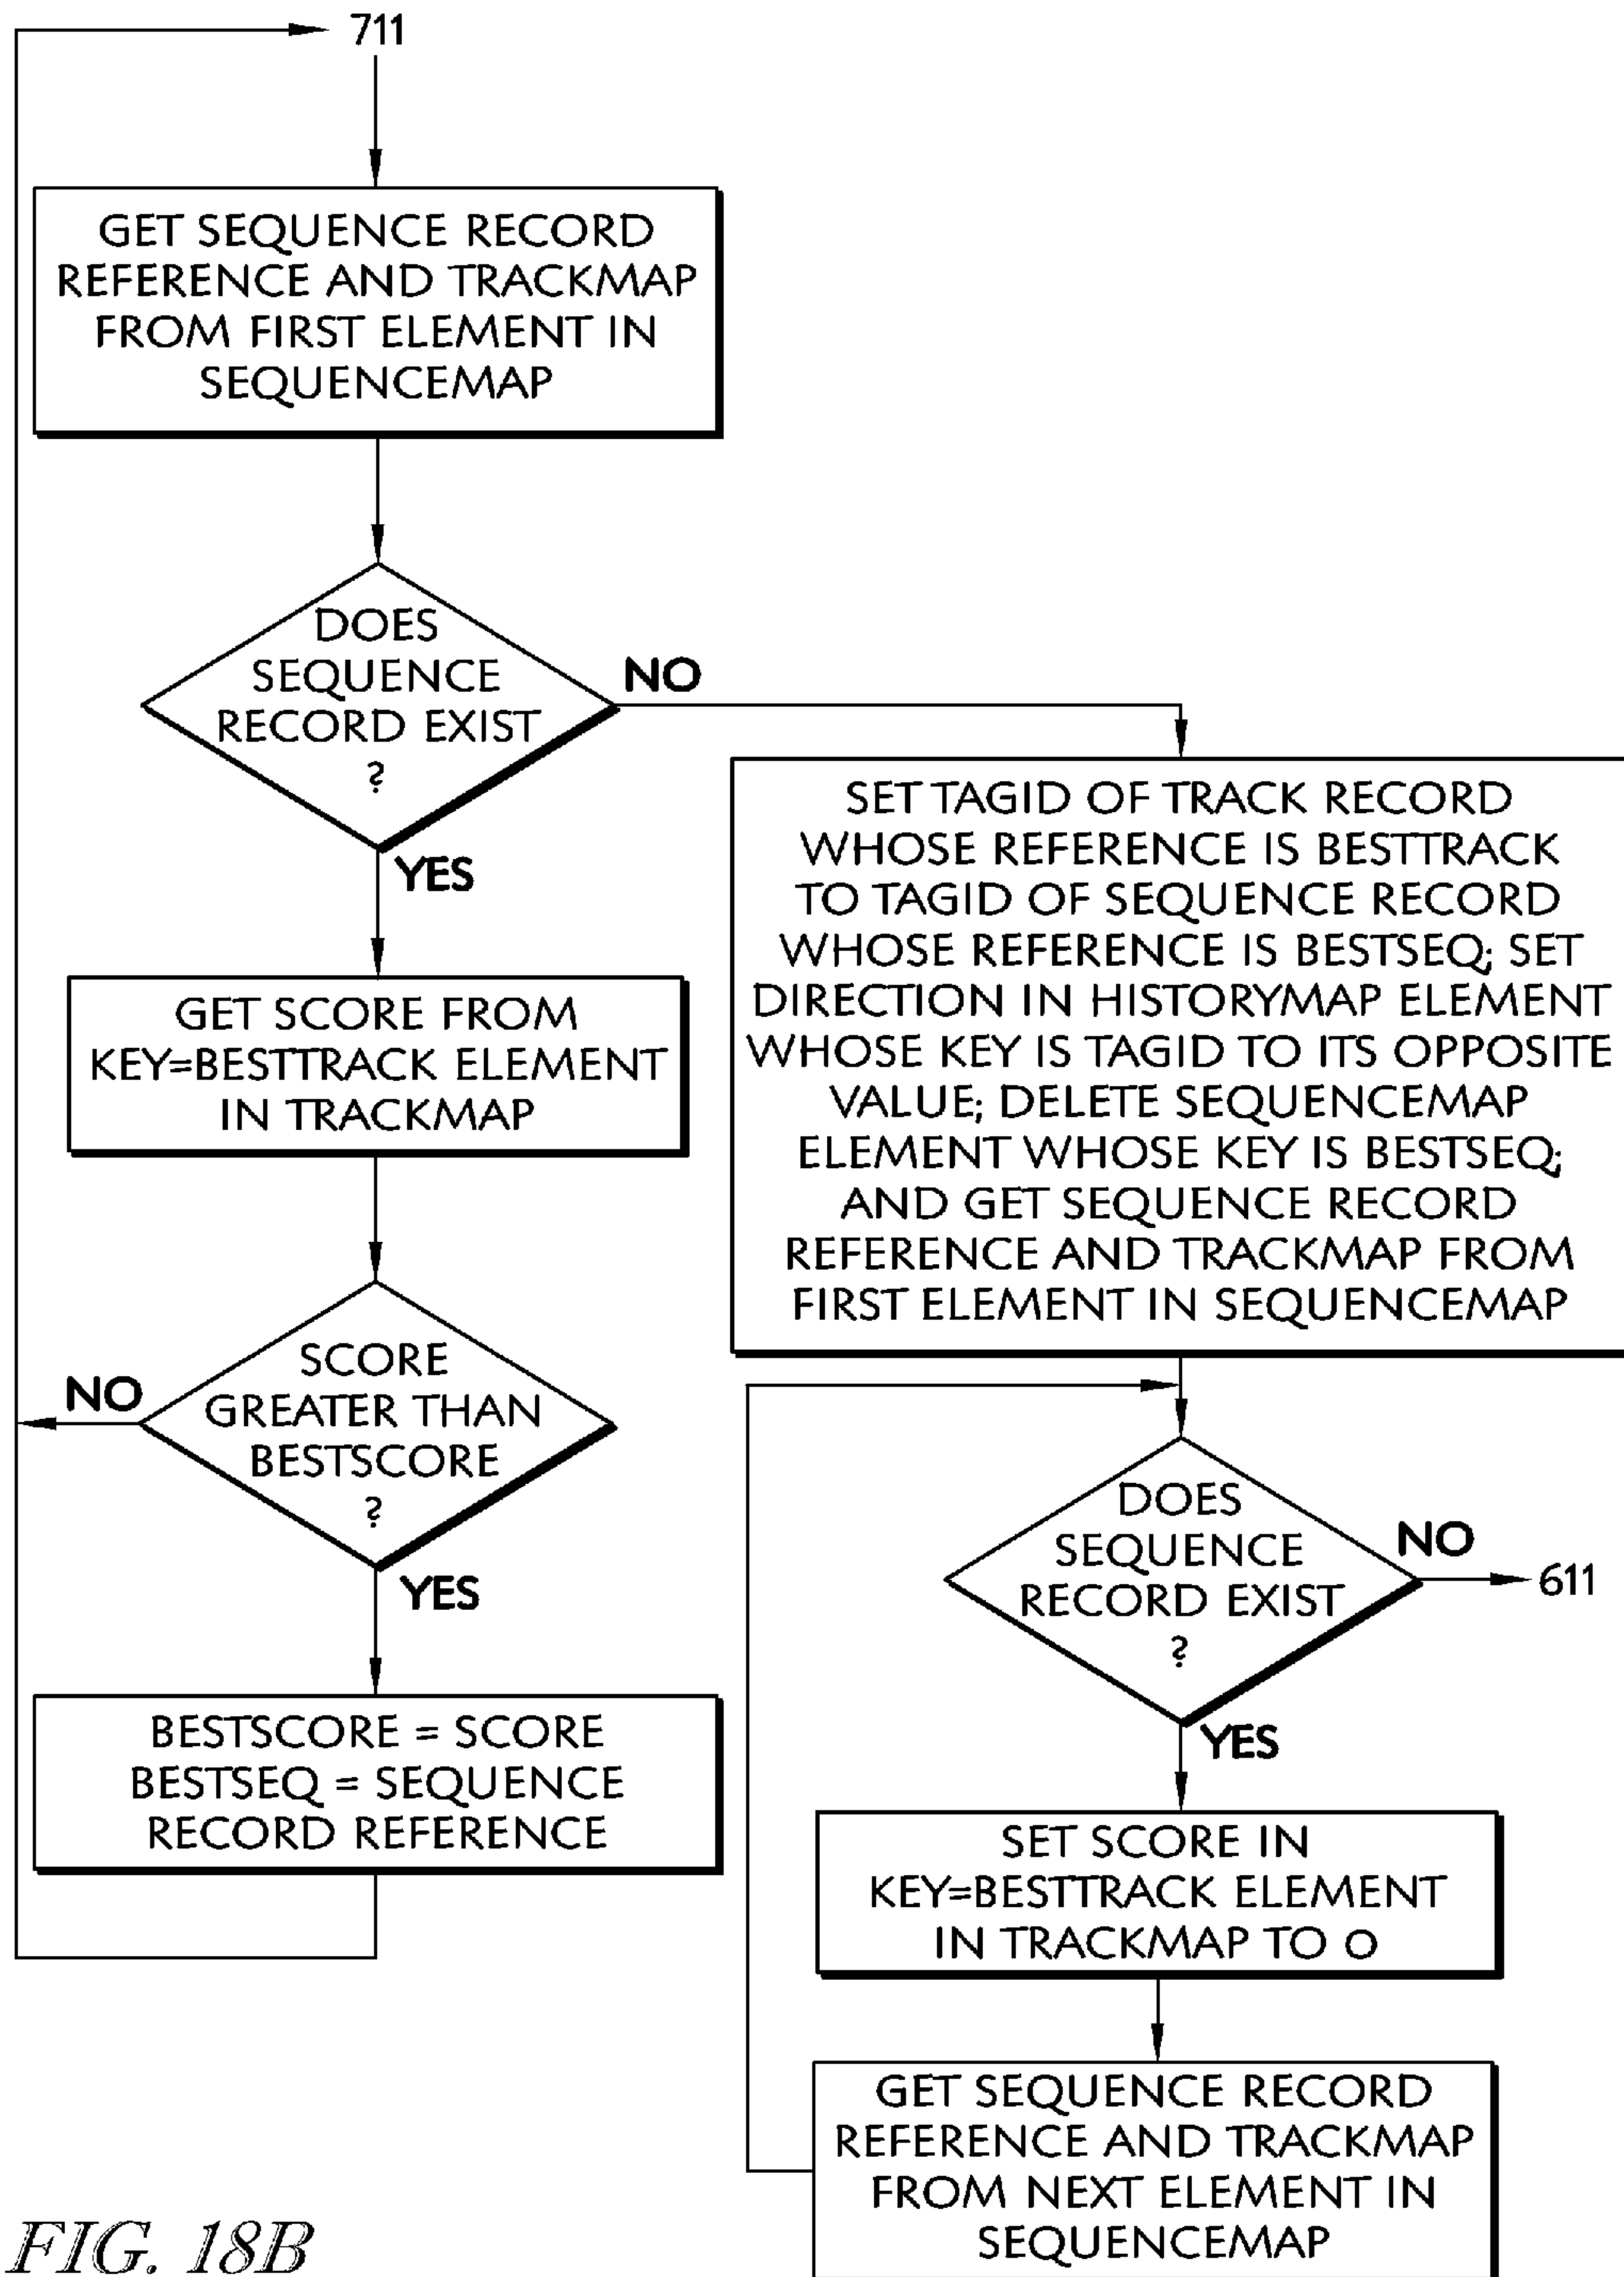 711
GET SEQUENCE RECORD
REFERENCE AND TRACKMAP
FROM FIRST ELEMENT IN
SEQUENCEMAP
DOES
SEQUENCE
RECORD EXIST
?
NO
YES
GET SCORE FROM
KEY=BESTTRACK ELEMENT
IN TRACKMAP
SCORE
GREATER THAN
BESTSCORE
?
NO
YES
BESTSCORE = SCORE
BESTSEQ = SEQUENCE
RECORD REFERENCE
SET TAGID OF TRACK RECORD
WHOSE REFERENCE IS BESTTRACK
TO TAGID OF SEQUENCE RECORD
WHOSE REFERENCE IS BESTSEQ; SET
DIRECTION IN HISTORYMAP ELEMENT
WHOSE KEY IS TAGID TO ITS OPPOSITE
VALUE; DELETE SEQUENCEMAP
ELEMENT WHOSE KEY IS BESTSEQ;
AND GET SEQUENCE RECORD
REFERENCE AND TRACKMAP FROM
FIRST ELEMENT IN SEQUENCEMAP
DOES
SEQUENCE
RECORD EXIST
?
NO
611
YES
SET SCORE IN
KEY=BESTTRACK ELEMENT
IN TRACKMAP TO 0
GET SEQUENCE RECORD
REFERENCE AND TRACKMAP
FROM NEXT ELEMENT IN
SEQUENCEMAP
FIG. 18B